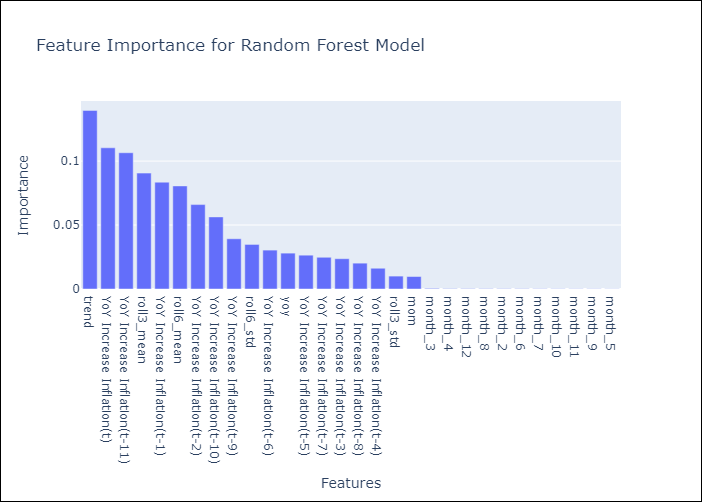 Feature Importance for Random Forest Model
Importance
0.1
0.05
0
trend
YoY Increase Inflation(t)
YoY Increase Inflation(t-11)
roll3_mean
YoY Increase Inflation(t-1)
roll6_mean
YoY Increase Inflation(t-2)
YoY Increase Inflation(t-10)
YoY Increase Inflation(t-9)
roll6_std
YoY Increase Inflation(t-6)
yoy
YoY Increase Inflation(t-5)
YoY Increase Inflation(t-7)
YoY Increase Inflation(t-3)
YoY Increase Inflation(t-8)
YoY Increase Inflation(t-4)
roll3_std
mom
month_3
month_4
month_12
month_8
month_2
month_6
month_7
month_10
month_11
month_9
month_5
Features